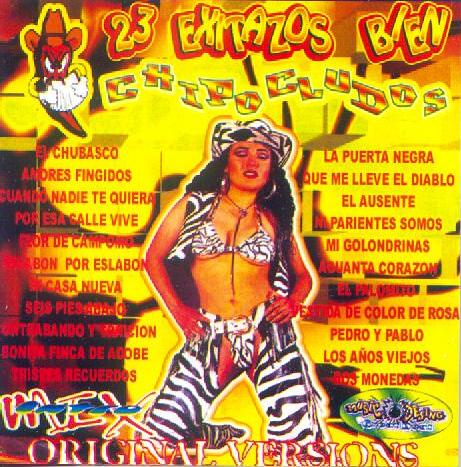 23 EXITAZOS BIEN
CHIPOCLUDOS
EL CHUBASCO
AMORES FINGIDOS
CUANDO NADIE TE QUIERA
POR ESA CALLE VIVE
FLOR DE CAPOMO
ESLABON POR ESLABON
MI CASA NUEVA
SEIS PIES ABAJO
CONTRABANDO Y TRAICION
BONITA FINCA DE ADOBE
TRISTES RECUERDOS
LA PUERTA NEGRA
QUE ME LLEVE EL DIABLO
EL AUSENTE
NI PARIENTES SOMOS
MI GOLONDRINAS
AGUANTA CORAZON
EL PALOMITO
VESTIDA DE COLOR DE ROSA
PEDRO Y PABLO
LOS AÑOS VIEJOS
DOS MONEDAS
ORIGINAL VERSIONS